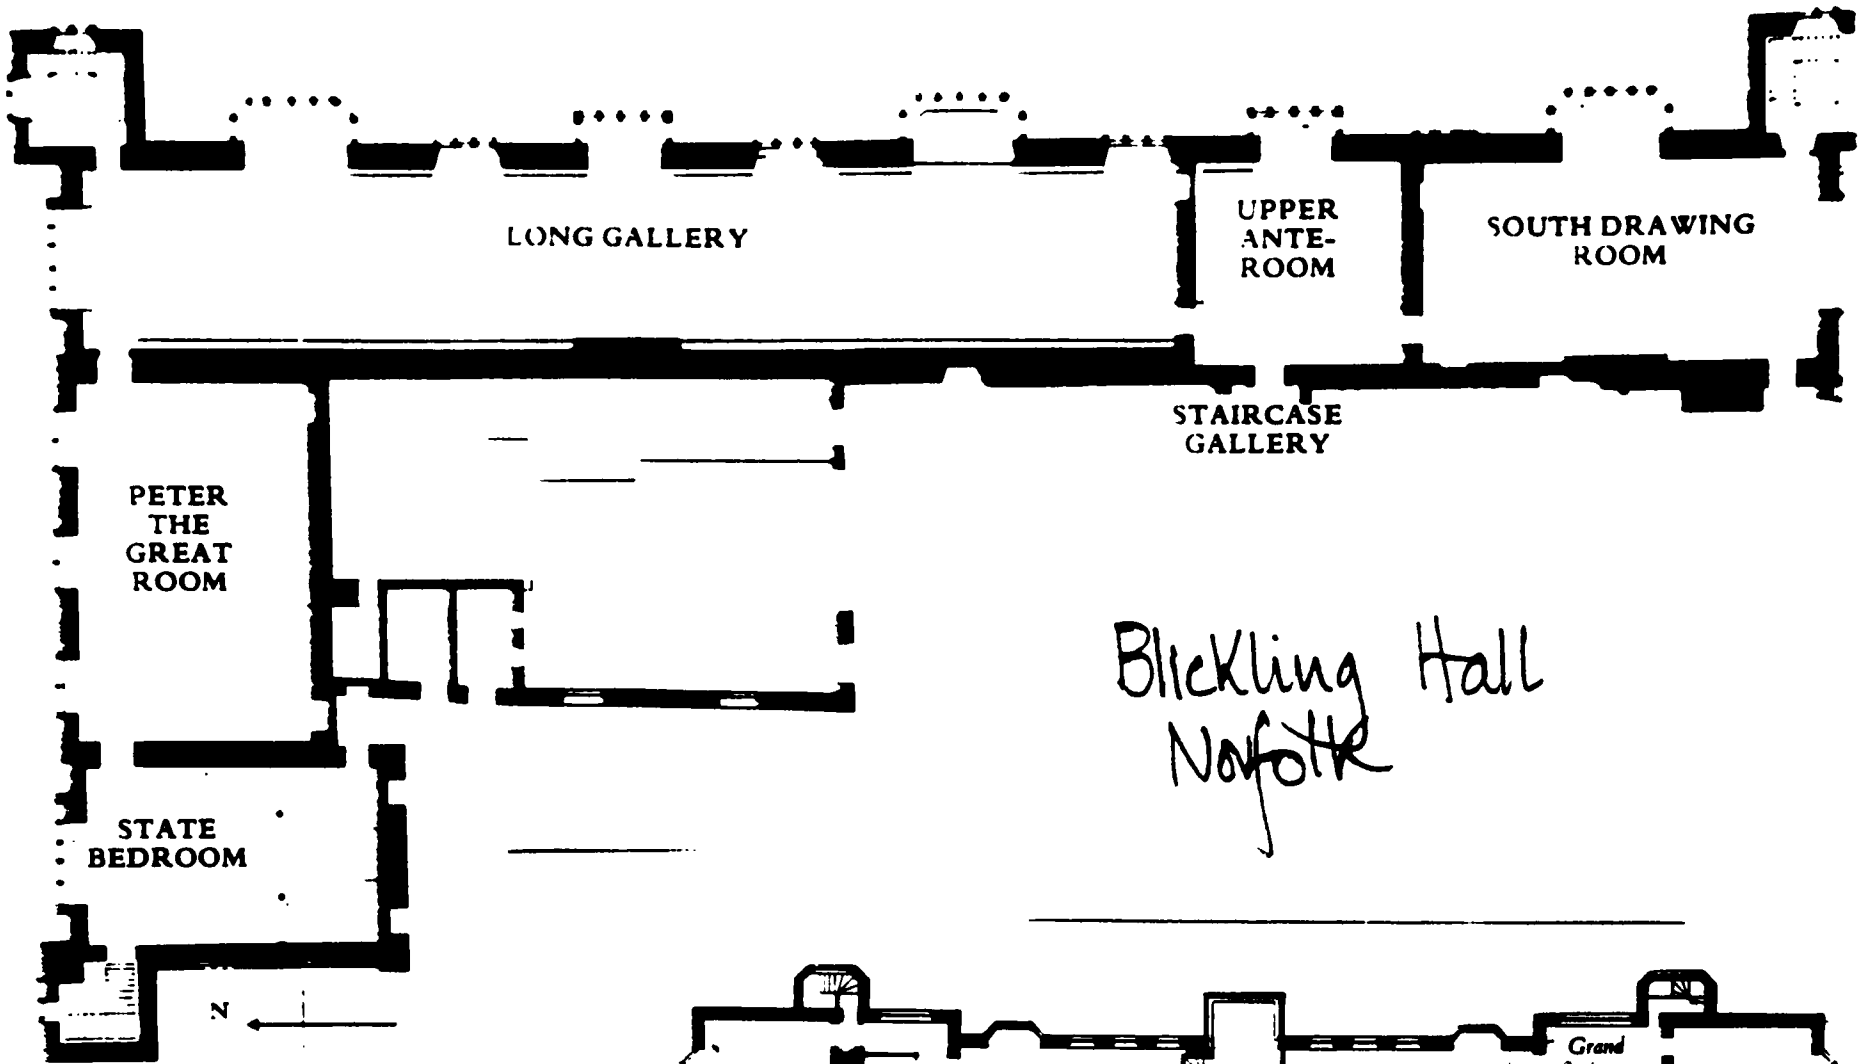 LONG GALLERY
UPPER
ANTE-
ROOM
SOUTH DRAWING
ROOM
STAIRCASE
GALLERY
PETER
THE
GREAT
ROOM
Blickling Hall
Norfolk
STATE
BEDROOM
N
Grand